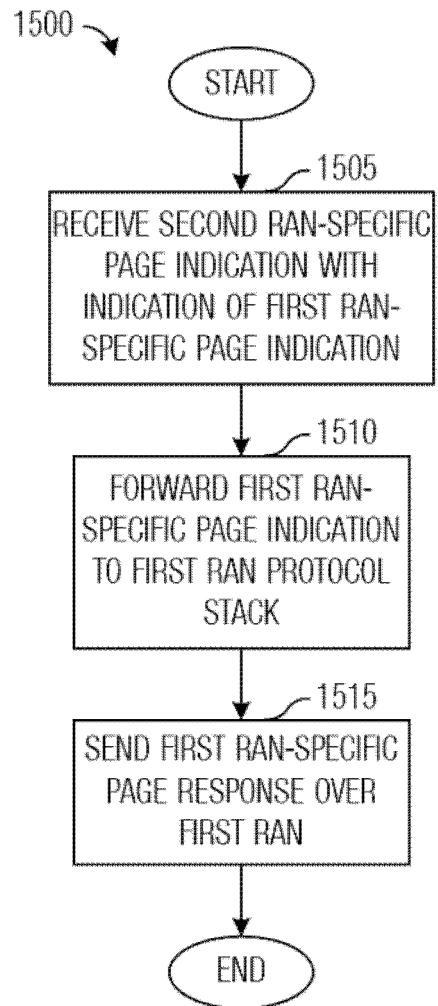 1500
START
1505
RECEIVE SECOND RAN-SPECIFIC
PAGE INDICATION WITH
INDICATION OF FIRST RAN-
SPECIFIC PAGE INDICATION
1510
FORWARD FIRST RAN-
SPECIFIC PAGE INDICATION
TO FIRST RAN PROTOCOL
STACK
1515
SEND FIRST RAN-SPECIFIC
PAGE RESPONSE OVER
FIRST RAN
END